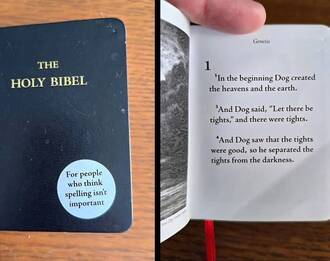 THE
HOLY BIBEL
For people
who think
spelling isn't
important
Genesis
1
¹In the beginning Dog created
the heavens and the earth.
³And Dog said, "Let there be
tights," and there were tights.
⁴And Dog saw that the tights
were good, so he separated the
tights from the darkness.